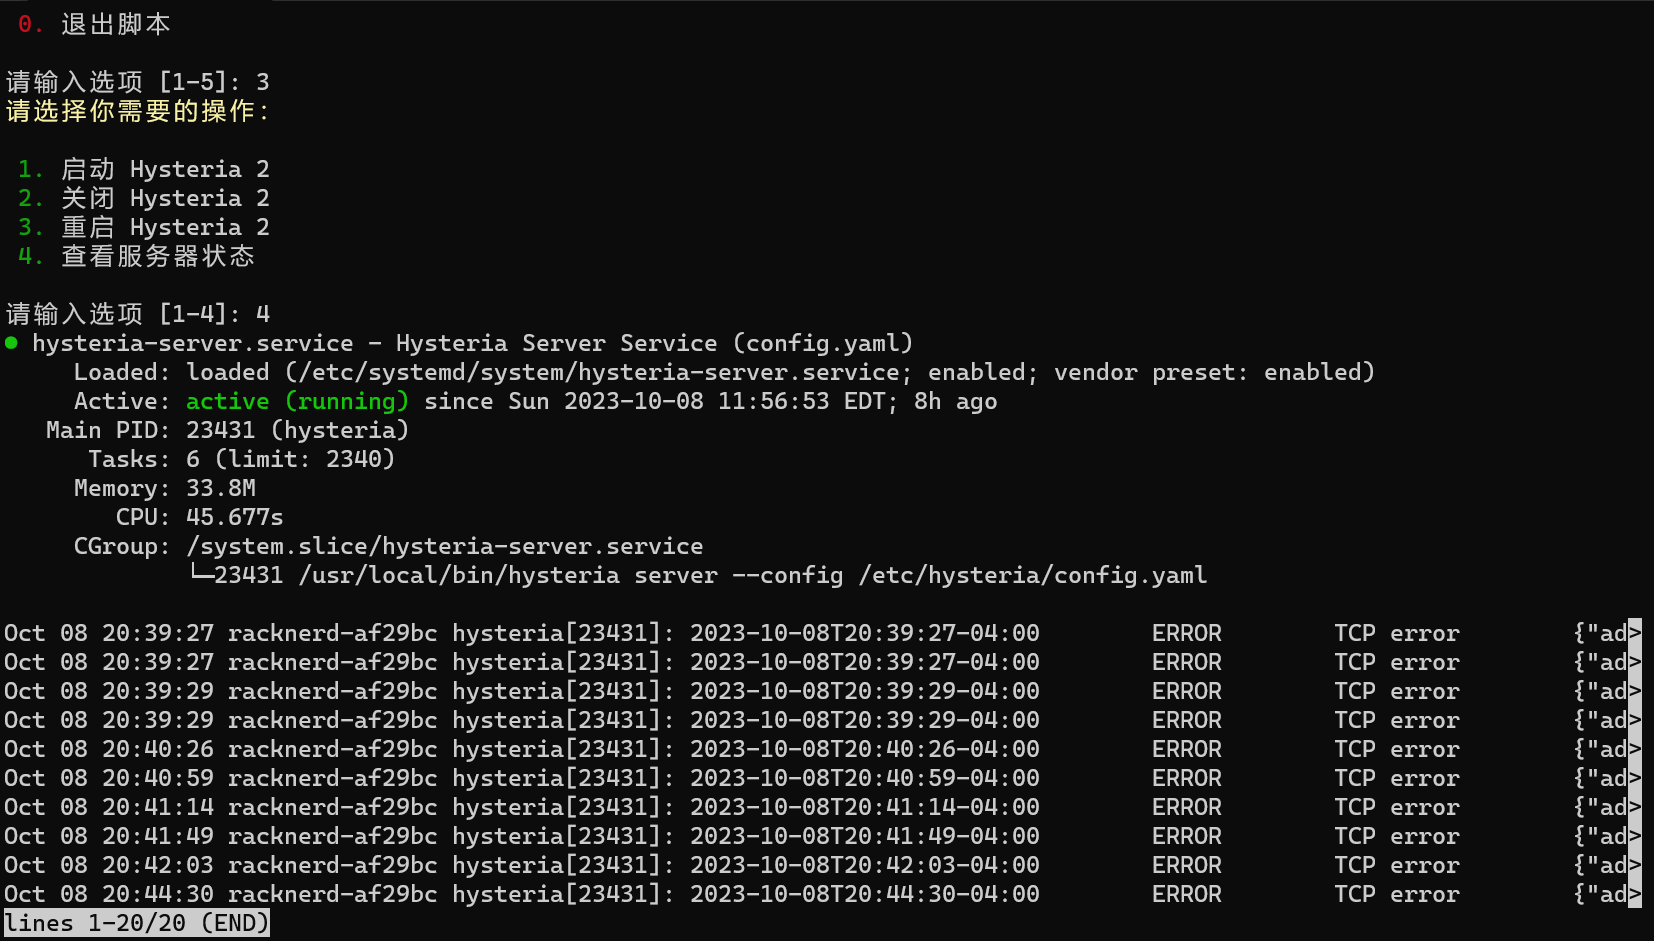 0. 退出脚本
请输入选项 [1-5]: 3
请选择你需要的操作:
1. 启动 Hysteria 2
2. 关闭 Hysteria 2
3. 重启 Hysteria 2
4. 查看服务器状态
请输入选项 [1-4]: 4
● hysteria-server.service - Hysteria Server Service (config.yaml)
Loaded: loaded (/etc/systemd/system/hysteria-server.service; enabled; vendor preset: enabled)
Active: active (running) since Sun 2023-10-08 11:56:53 EDT; 8h ago
Main PID: 23431 (hysteria)
Tasks: 6 (limit: 2340)
Memory: 33.8M
CPU: 45.677s
CGroup: /system.slice/hysteria-server.service
└─23431 /usr/local/bin/hysteria server --config /etc/hysteria/config.yaml
Oct 08 20:39:27 racknerd-af29bc hysteria[23431]: 2023-10-08T20:39:27-04:00 ERROR TCP error {"ad>
Oct 08 20:39:27 racknerd-af29bc hysteria[23431]: 2023-10-08T20:39:27-04:00 ERROR TCP error {"ad>
Oct 08 20:39:29 racknerd-af29bc hysteria[23431]: 2023-10-08T20:39:29-04:00 ERROR TCP error {"ad>
Oct 08 20:39:29 racknerd-af29bc hysteria[23431]: 2023-10-08T20:39:29-04:00 ERROR TCP error {"ad>
Oct 08 20:40:26 racknerd-af29bc hysteria[23431]: 2023-10-08T20:40:26-04:00 ERROR TCP error {"ad>
Oct 08 20:40:59 racknerd-af29bc hysteria[23431]: 2023-10-08T20:40:59-04:00 ERROR TCP error {"ad>
Oct 08 20:41:14 racknerd-af29bc hysteria[23431]: 2023-10-08T20:41:14-04:00 ERROR TCP error {"ad>
Oct 08 20:41:49 racknerd-af29bc hysteria[23431]: 2023-10-08T20:41:49-04:00 ERROR TCP error {"ad>
Oct 08 20:42:03 racknerd-af29bc hysteria[23431]: 2023-10-08T20:42:03-04:00 ERROR TCP error {"ad>
Oct 08 20:44:30 racknerd-af29bc hysteria[23431]: 2023-10-08T20:44:30-04:00 ERROR TCP error {"ad>
lines 1-20/20 (END)